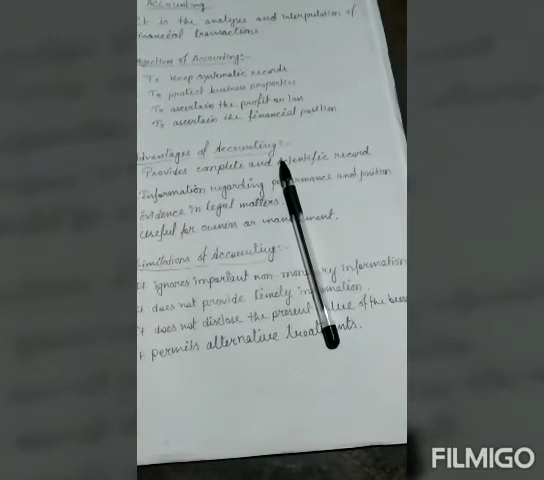 Accounting
It is the analyses and interpretation of
financial transactions
Objectives of Accounting:-
To keep systematic records
To protect business properties
To ascertain the profit or loss
To ascertain the financial position
Advantages of Accounting:-
Provides complete and scientific record
Information regarding performance and position
Evidence in legal matters
Useful for owners or management.
Limitations of Accounting:-
It ignores important non monetary information
It does not provide timely information.
It does not disclose the present value of the
It permits alternative treatments.
FILMIGO